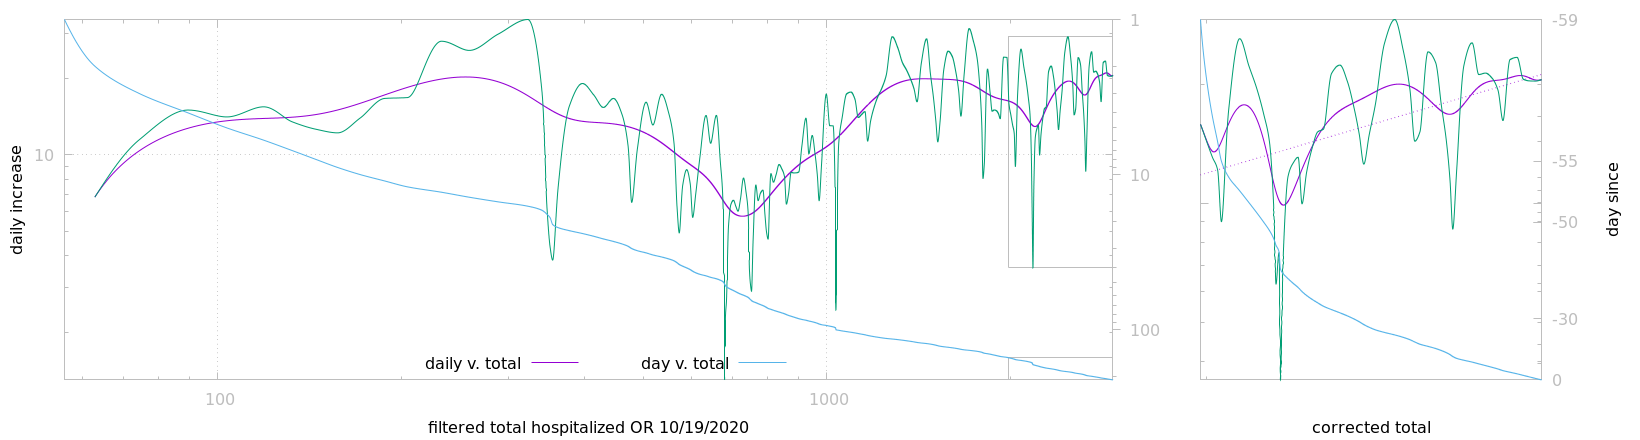 1
-59
10
daily increase
-55
10
day since
-50
-30
100
daily v. total
day v. total
0
100
1000
filtered total hospitalized OR 10/19/2020
corrected total